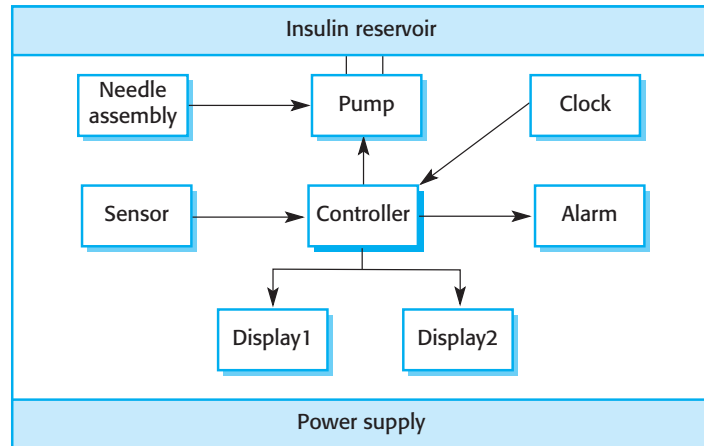 Insulin reservoir
Needle
assembly
Pump
Clock
Sensor
Controller
Alarm
Display1
Display2
Power supply